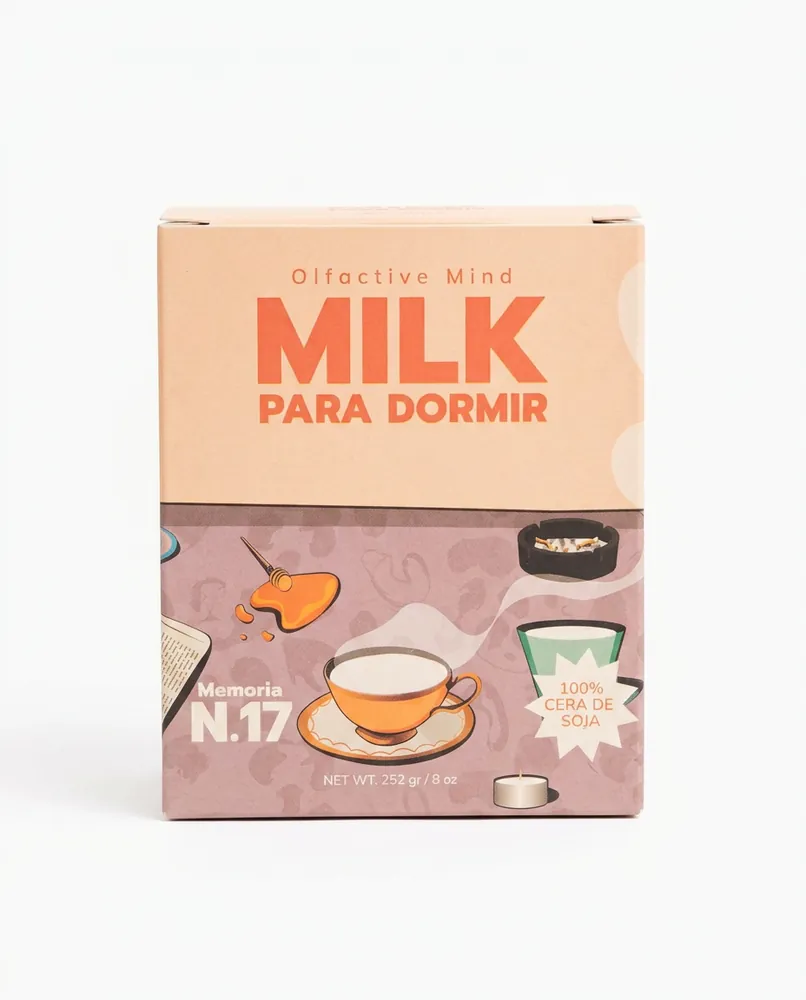 Olfactive Mind
MILK
PARA DORMIR
Memoria
N.17
100%
CERA DE
SOJA
NET WT. 252 gr / 8 oz